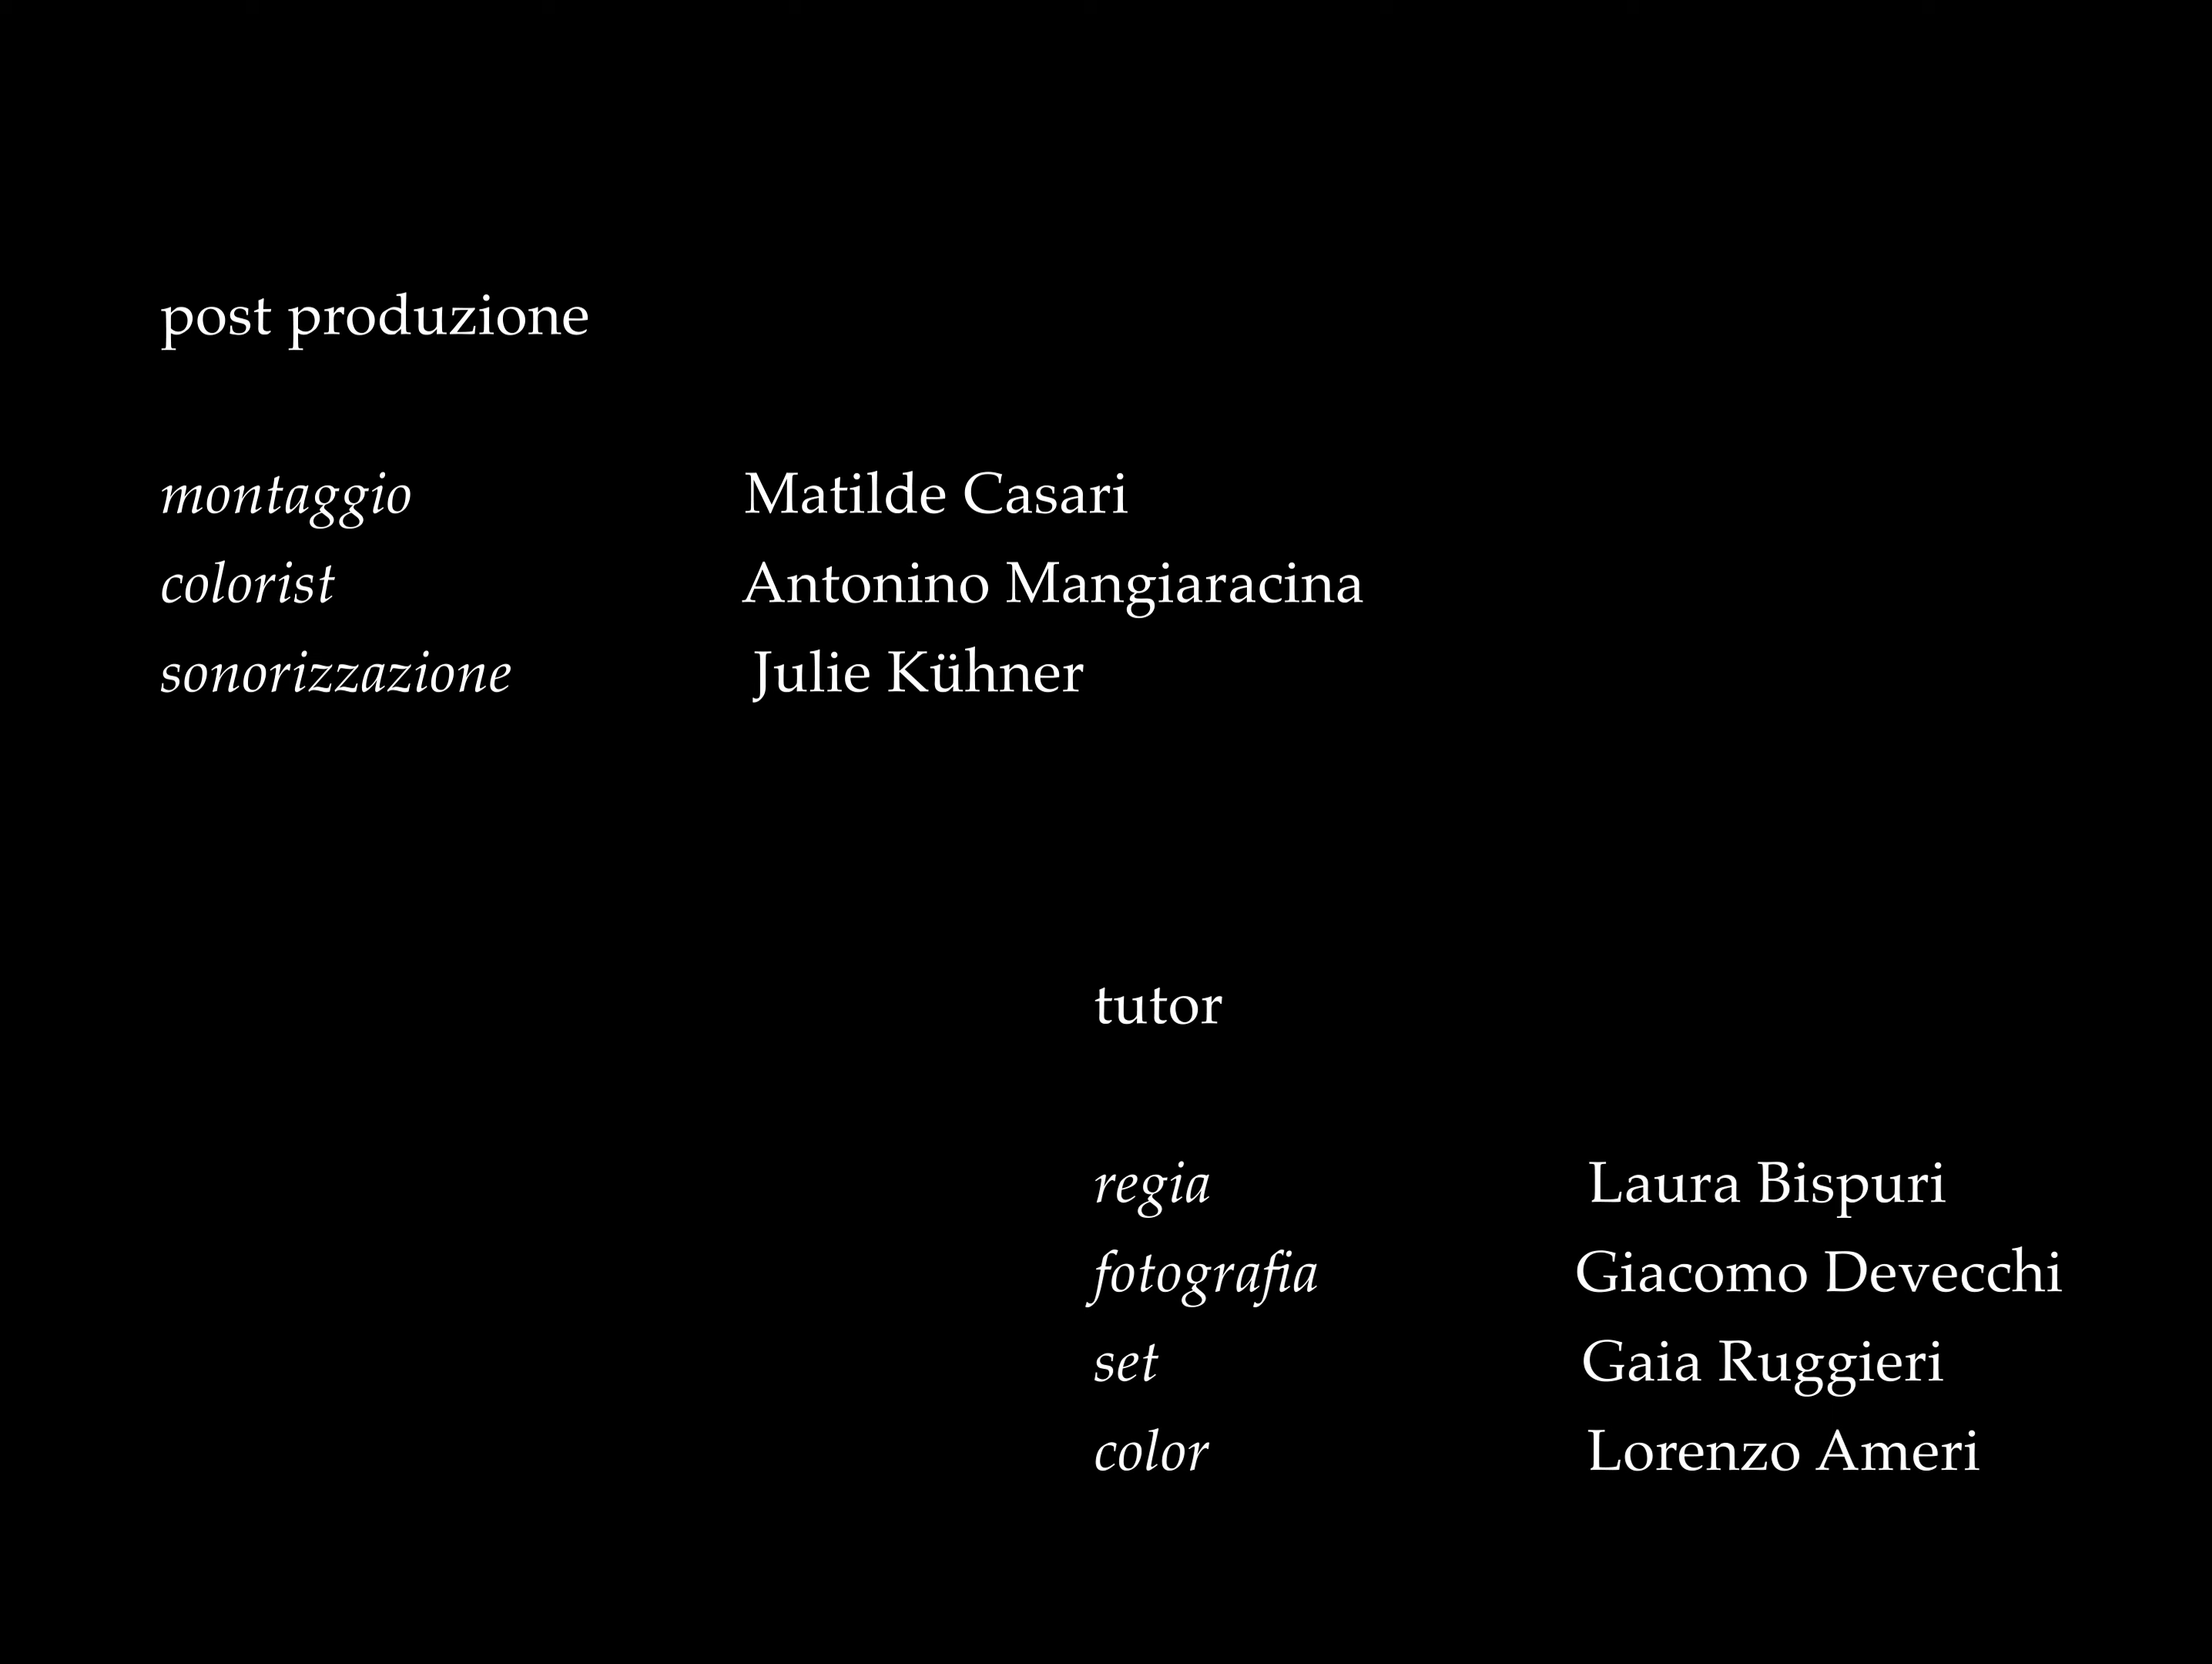 post produzione
montaggio Matilde Casari
colorist Antonino Mangiaracina
sonorizzazione Julie Kühner
tutor
regia Laura Bispuri
fotografia Giacomo Devecchi
set Gaia Ruggieri
color Lorenzo Ameri